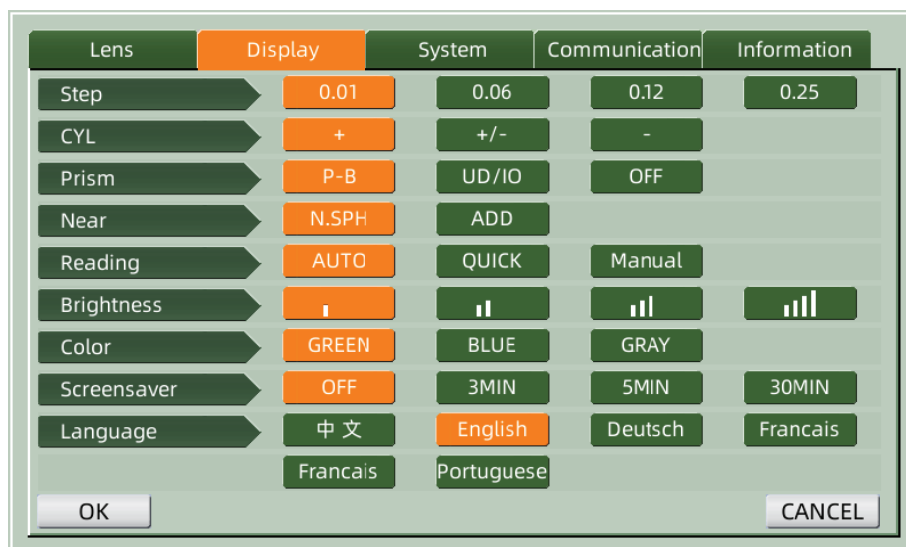 Lens Display System Communication Information
Step 0.01 0.06 0.12 0.25
CYL + +/- -
Prism P-B UD/IO OFF
Near N.SPH ADD
Reading AUTO QUICK Manual
Brightness
Color GREEN BLUE GRAY
Screensaver OFF 3MIN 5MIN 30MIN
Language 中文 English Deutsch Francais
Francais Portuguese
OK CANCEL